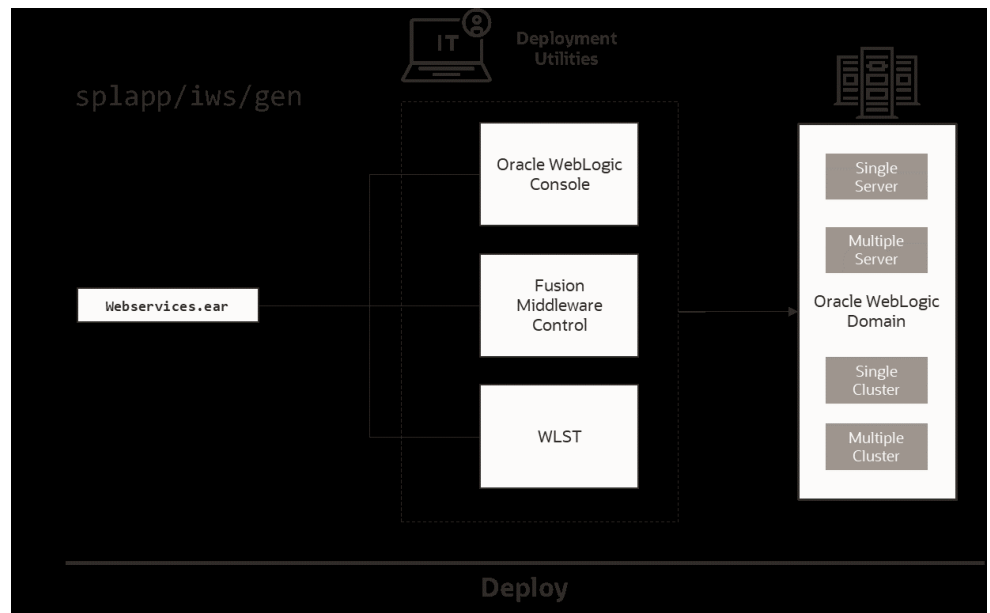 IT
Deployment
Utilities
splapp/iws/gen
Oracle WebLogic
Console
Fusion
Middleware
Control
WLST
Webservices.ear
Single
Server
Multiple
Server
Oracle WebLogic
Domain
Single
Cluster
Multiple
Cluster
Deploy